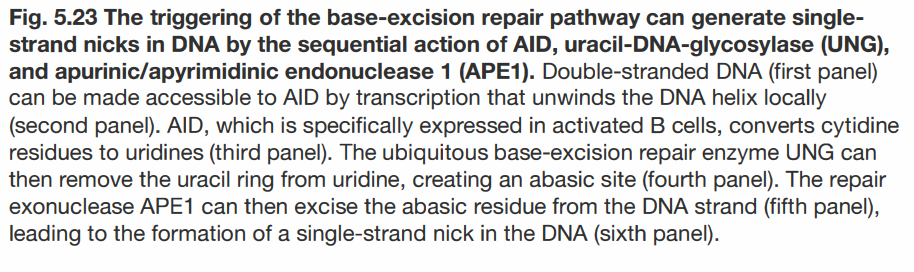 Fig. 5.23 The triggering of the base-excision repair pathway can generate single-
strand nicks in DNA by the sequential action of AID, uracil-DNA-glycosylase (UNG),
and apurinic/apyrimidinic endonuclease 1 (APE1). Double-stranded DNA (first panel)
can be made accessible to AID by transcription that unwinds the DNA helix locally
(second panel). AID, which is specifically expressed in activated B cells, converts cytidine
residues to uridines (third panel). The ubiquitous base-excision repair enzyme UNG can
then remove the uracil ring from uridine, creating an abasic site (fourth panel). The repair
exonuclease APE1 can then excise the abasic residue from the DNA strand (fifth panel),
leading to the formation of a single-strand nick in the DNA (sixth panel).